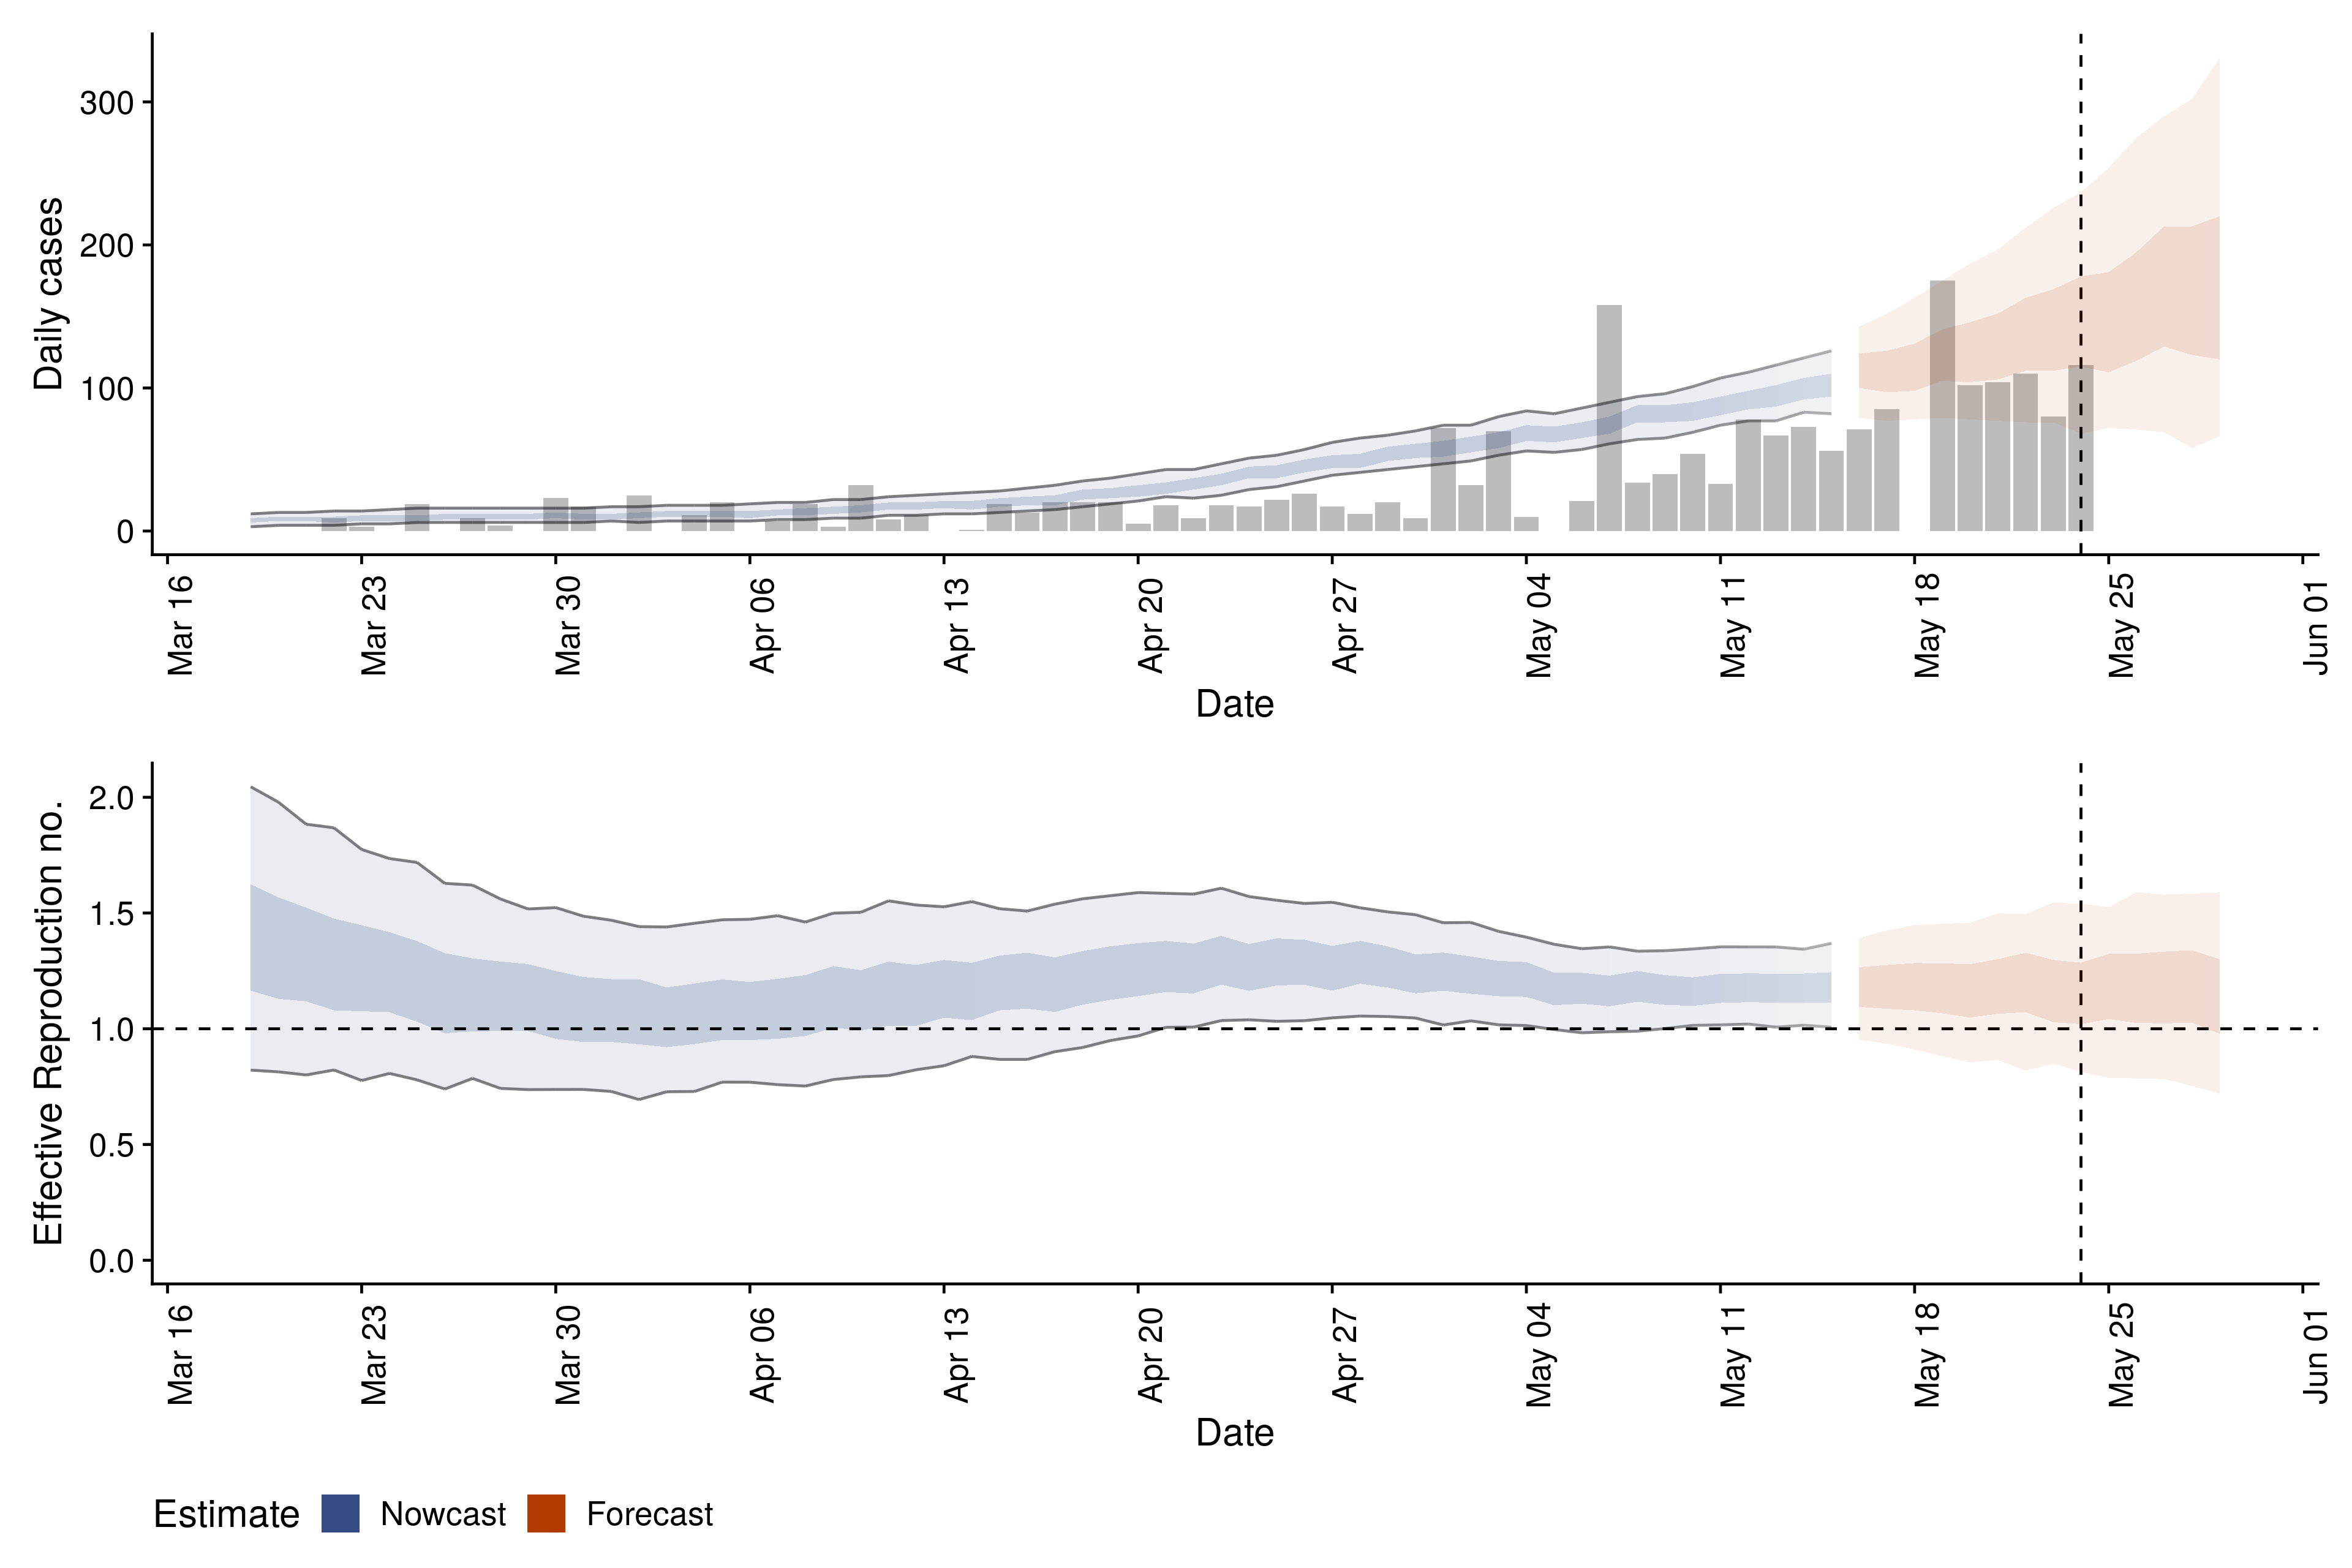 Daily cases
300
200
100
0
Mar 16
Mar 23
Mar 30
Apr 06
Apr 13
Apr 20
Apr 27
May 04
May 11
May 18
May 25
Jun 01
Date
Effective Reproduction no.
2.0
1.5
1.0
0.5
0.0
Mar 16
Mar 23
Mar 30
Apr 06
Apr 13
Apr 20
Apr 27
May 04
May 11
May 18
May 25
Jun 01
Date
Estimate Nowcast Forecast